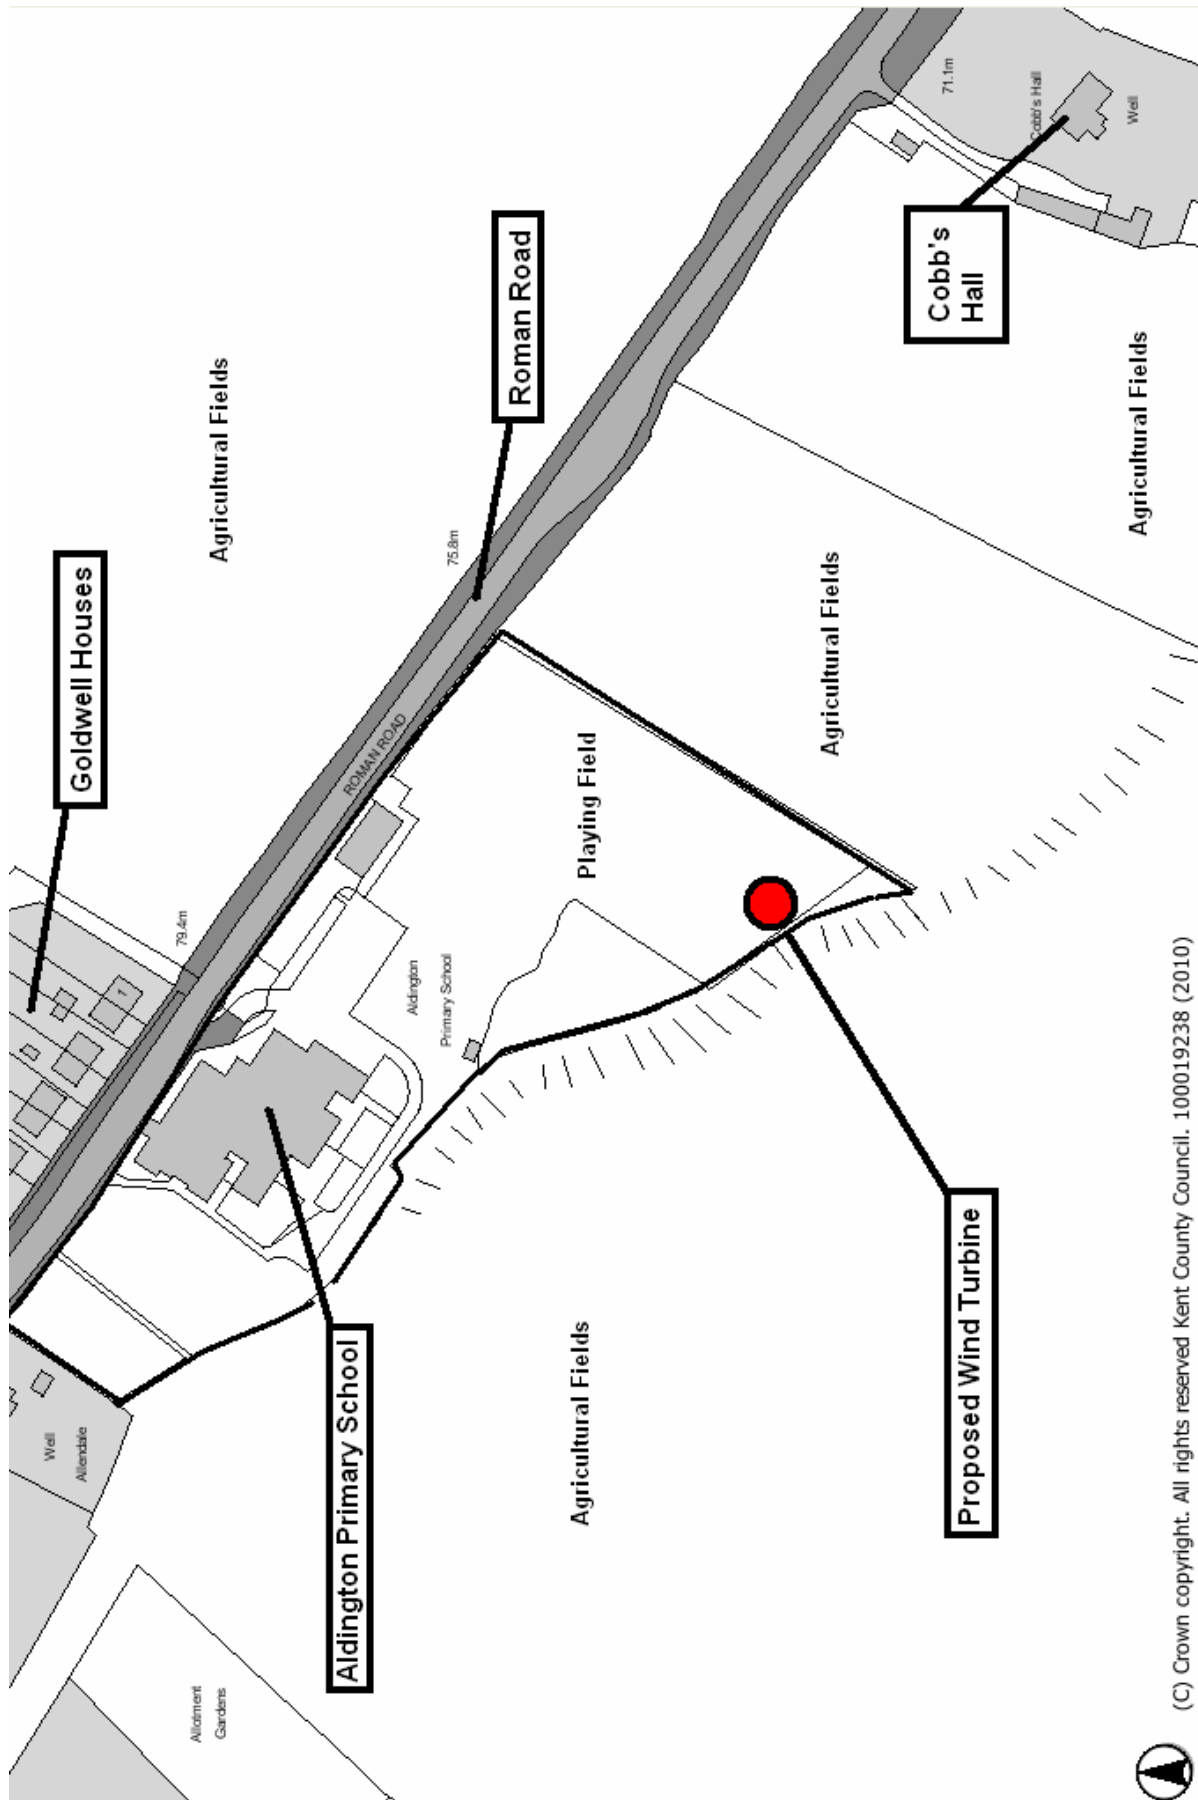 Goldwell Houses
Roman Road
Cobb's
Hall
Aldington Primary School
Proposed Wind Turbine
Agricultural Fields
Agricultural Fields
Agricultural Fields
Agricultural Fields
Playing Field
ROMAN ROAD
Aldington
Primary School
Allotment
Gardens
Well
Allendale
Cobb's Hall
Well
1
79.4m
75.8m
71.1m
(C) Crown copyright. All rights reserved Kent County Council. 100019238 (2010)